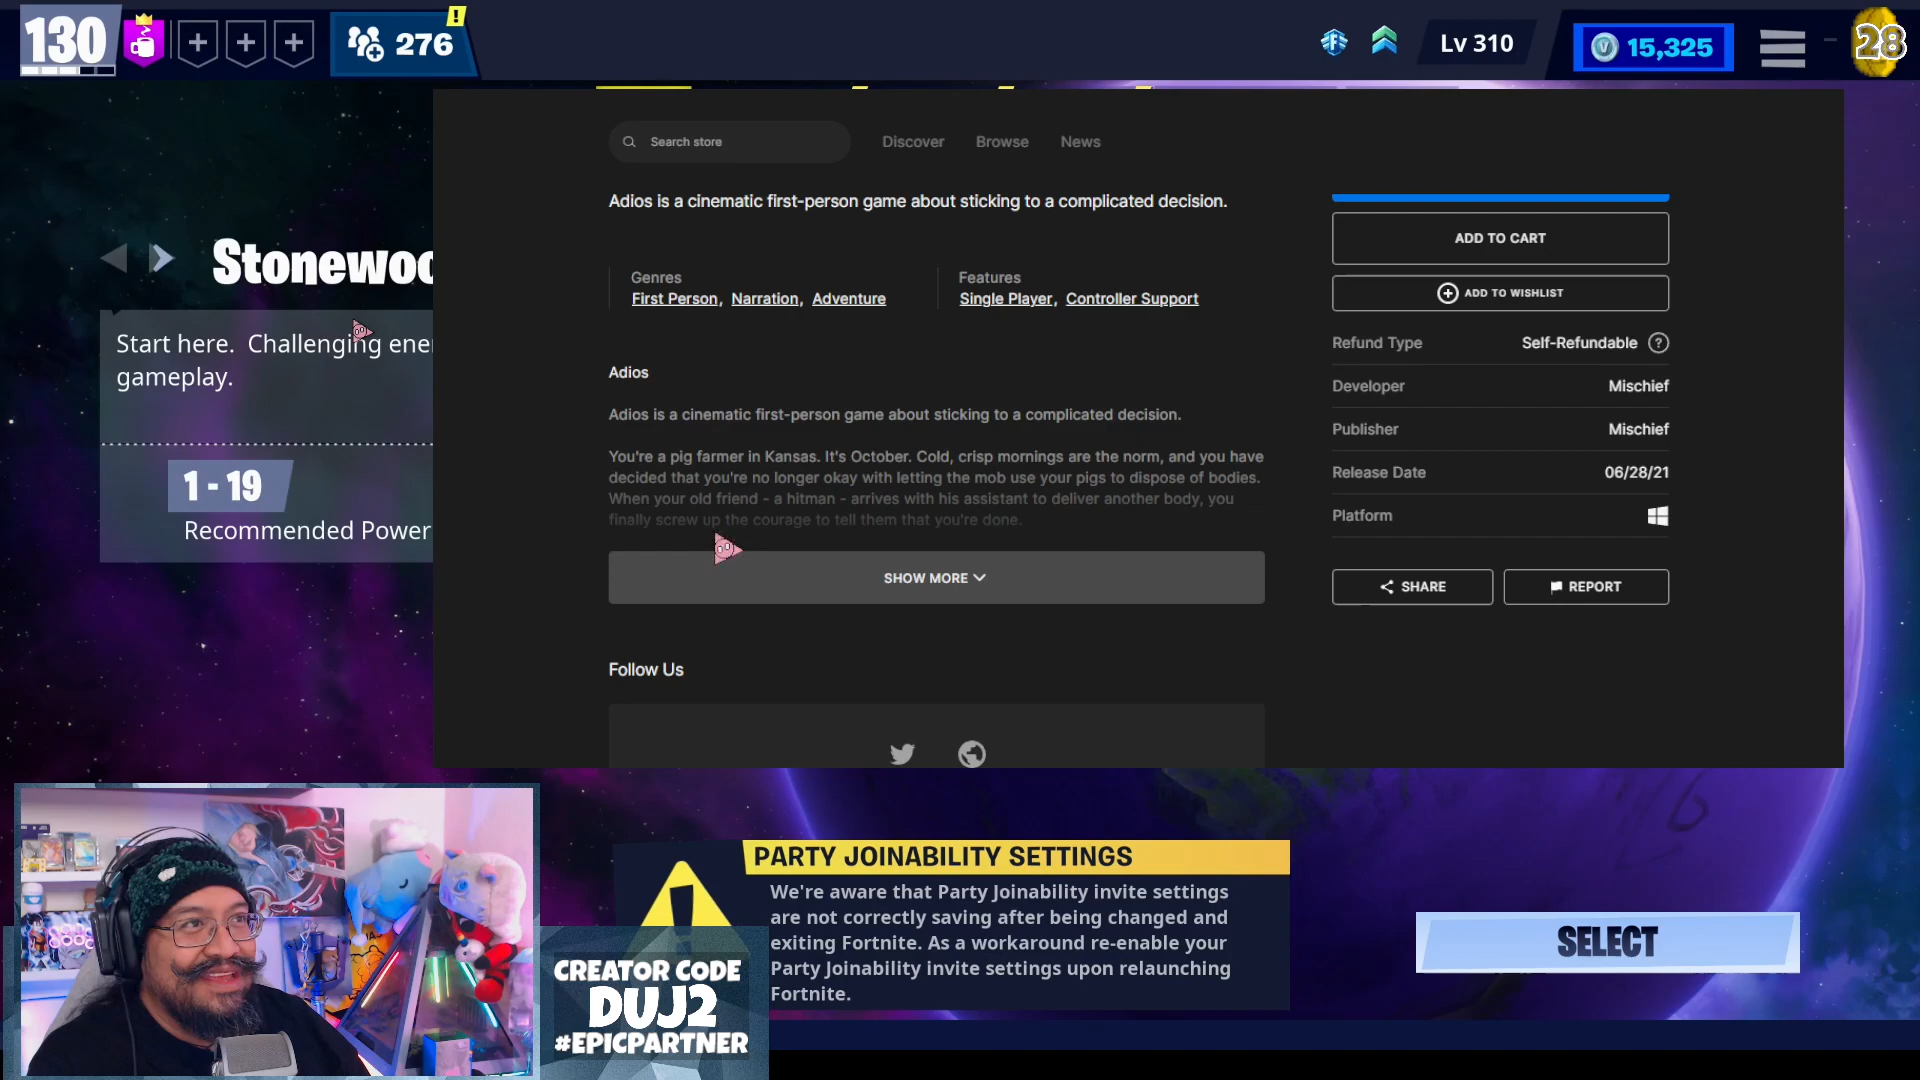 130
276
Lv 310
15,325
28
Search store
Discover
Browse
News
Adios is a cinematic first-person game about sticking to a complicated decision.
Genres
First Person, Narration, Adventure
Features
Single Player, Controller Support
Adios
Adios is a cinematic first-person game about sticking to a complicated decision.
You're a pig farmer in Kansas. It's October. Cold, crisp mornings are the norm, and you have
decided that you're no longer okay with letting the mob use your pigs to dispose of bodies.
When your old friend - a hitman - arrives with his assistant to deliver another body, you
finally screw up the courage to tell them that you're done.
SHOW MORE
Follow Us
ADD TO CART
ADD TO WISHLIST
Refund Type Self-Refundable
Developer Mischief
Publisher Mischief
Release Date 06/28/21
Platform
SHARE
REPORT
Stonewoo
Start here. Challenging ene
gameplay.
1 - 19
Recommended Power
PARTY JOINABILITY SETTINGS
We're aware that Party Joinability invite settings
are not correctly saving after being changed and
exiting Fortnite. As a workaround re-enable your
Party Joinability invite settings upon relaunching
Fortnite.
SELECT
CREATOR CODE
DUJ2
#EPICPARTNER